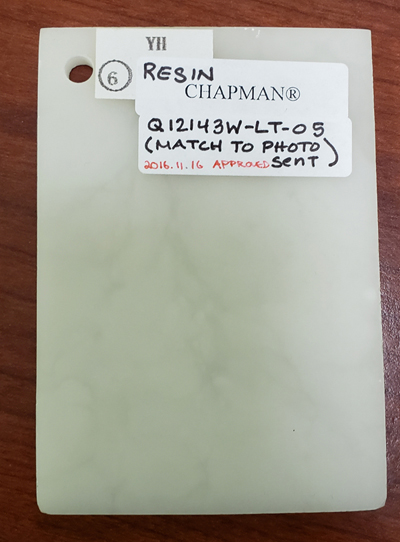 YH
6
RESIN
CHAPMAN®
Q12143W-LT-05
(MATCH TO PHOTO
2016.11.16 APPROVED SENT)